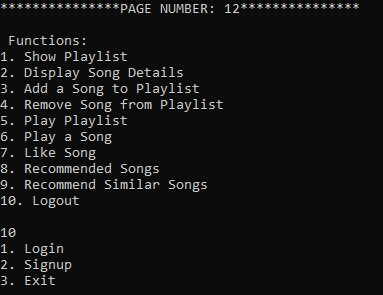 ***************PAGE NUMBER: 12***************
Functions:
1. Show Playlist
2. Display Song Details
3. Add a Song to Playlist
4. Remove Song from Playlist
5. Play Playlist
6. Play a Song
7. Like Song
8. Recommended Songs
9. Recommend Similar Songs
10. Logout
10
1. Login
2. Signup
3. Exit